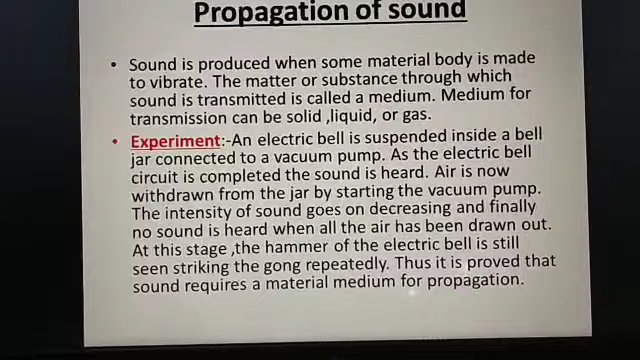 Propagation of sound
• Sound is produced when some material body is made
to vibrate. The matter or substance through which
sound is transmitted is called a medium. Medium for
transmission can be solid ,liquid, or gas.
• Experiment:-An electric bell is suspended inside a bell
jar connected to a vacuum pump. As the electric bell
circuit is completed the sound is heard. Air is now
withdrawn from the jar by starting the vacuum pump.
The intensity of sound goes on decreasing and finally
no sound is heard when all the air has been drawn out.
At this stage ,the hammer of the electric bell is still
seen striking the gong repeatedly. Thus it is proved that
sound requires a material medium for propagation.